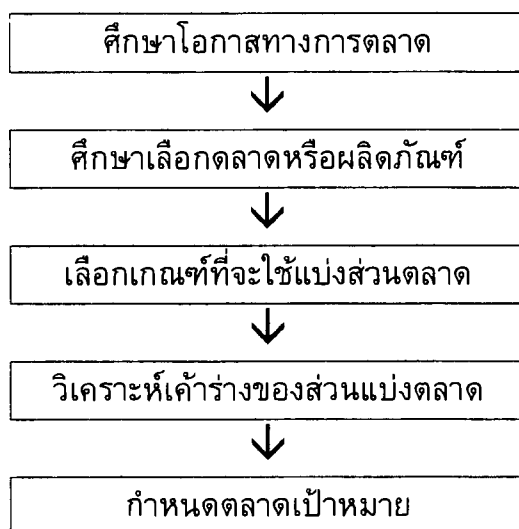 ศึกษาโอกาสทางการตลาด
ศึกษาเลือกตลาดหรือผลิตภัณฑ์
เลือกเกณฑ์ที่จะใช้แบ่งส่วนตลาด
วิเคราะห์เค้าร่างของส่วนแบ่งตลาด
กำหนดตลาดเป้าหมาย